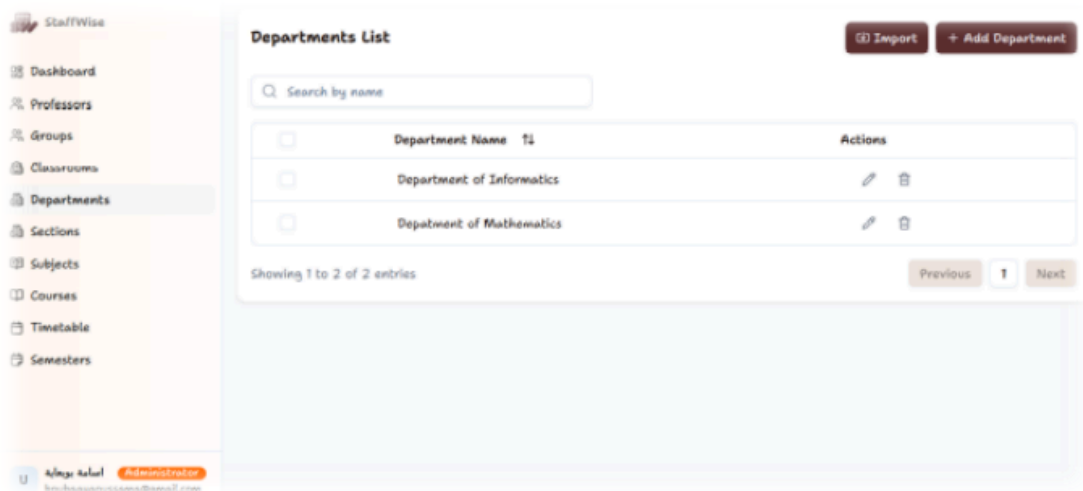 StaffWise
Dashboard
Professors
Groups
Classrooms
Departments
Sections
Subjects
Courses
Timetable
Semesters
اسامة بوبعاية Administrator
U
Departments List
Import
+ Add Department
Search by name
Department Name
Actions
Department of Informatics
Depatment of Mathematics
Showing 1 to 2 of 2 entries
Previous 1 Next